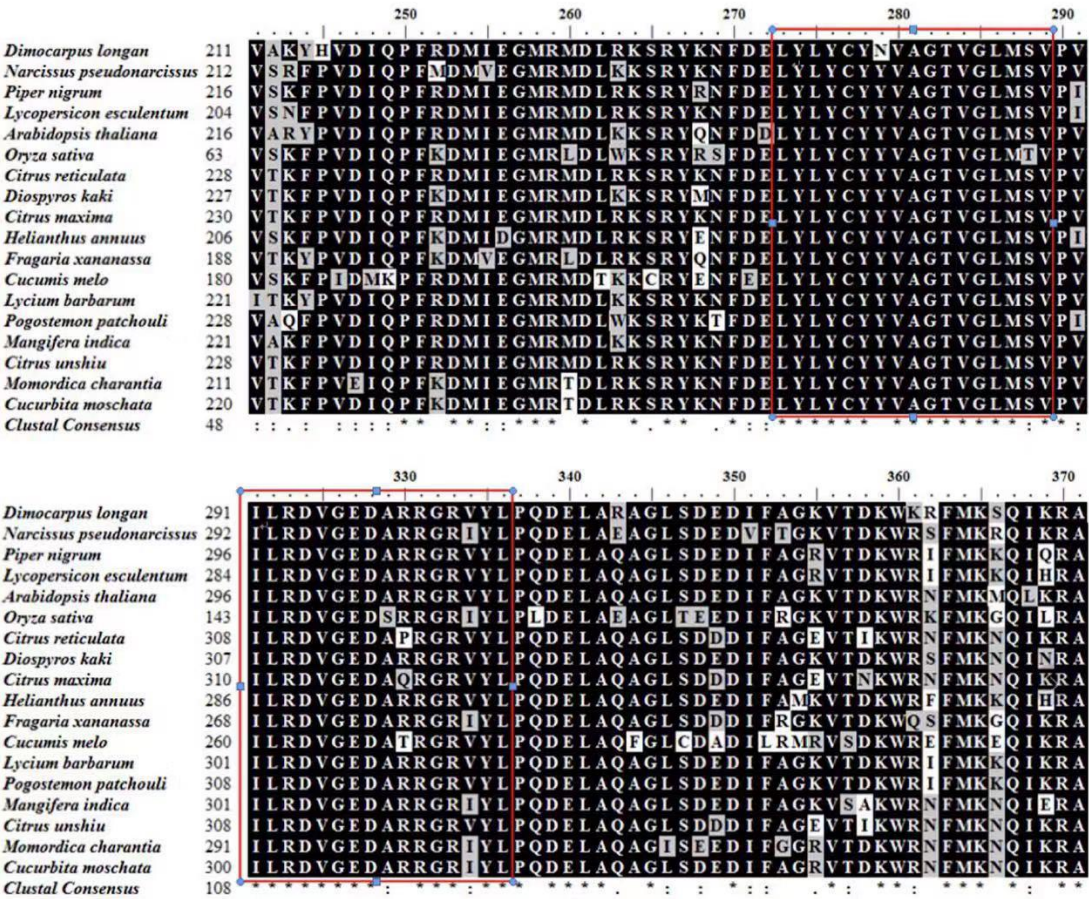 250 260 270 280 290
Dimocarpus longan 211 VAKYHVDIQPFRDMIEGMRMDLRKSRYKNFDELYLYCYNVAGTVGLMSVPV
Narcissus pseudonarcissus 212 VSRFPVDIQPFMDMVEGMRMDLKKSRYKNFDELYLYCYYVAGTVGLMSVPV
Piper nigrum 216 VSKFPVDIQPFRDMIEGMRMDLRKSRYRNFDELYLYCYYVAGTVGLMSVPI
Lycopersicon esculentum 204 VSNFPVDIQPFRDMIEGMRMDLRKSRYKNFDELYLYCYYVAGTVGLMSVPI
Arabidopsis thaliana 216 VARYPVDIQPFRDMIEGMRMDLKKSRYQNFDDLYLYCYYVAGTVGLMSVPV
Oryza sativa 63 VSKFPVDIQPFKDMIEGMRLDLWKSRYRSFDELYLYCYYVAGTVGLMTVPV
Citrus reticulata 228 VTKFPVDIQPFRDMIEGMRMDLRKSRYKNFDELYLYCYYVAGTVGLMSVPV
Diospyros kaki 227 VTKFPVDIQPFKDMIEGMRMDLKKSRYMNFDELYLYCYYVAGTVGLMSVPV
Citrus maxima 230 VTKFPVDIQPFRDMIEGMRMDLRKSRYKNFDELYLYCYYVAGTVGLMSVPV
Helianthus annuus 206 VSKFPVDIQPFKDMIDGMRMDLRKSRYENFDELYLYCYYVAGTVGLMSVPI
Fragaria xananassa 188 VTKYPVDIQPFKDMVEGMRLDLRKSRYQNFDELYLYCYYVAGTVGLMSVPV
Cucumis melo 180 VSKFPIDMKPFRDMIEGMRMDTKKCRYENFEELYLYCYYVAGTVGLMSVPV
Lycium barbarum 221 ITKYPVDIQPFRDMIEGMRMDLRKSRYKNFDELYLYCYYVAGTVGLMSVPV
Pogostemon patchouli 228 VAQFPVDIQPFRDMIEGMRMDLWKSRYKTFDELYLYCYYVAGTVGLMSVPI
Mangifera indica 221 VAKFPVDIQPFRDMIEGMRMDLKKSRYKNFDELYLYCYYVAGTVGLMSVPV
Citrus unshiu 228 VTKFPVDIQPFRDMIEGMRMDLRKSRYKNFDELYLYCYYVAGTVGLMSVPV
Momordica charantia 211 VTKFPVEIQPFKDMIEGMRTDLRKSRYKNFDELYLYCYYVAGTVGLMSVPV
Cucurbita moschata 220 VTKFPVDIQPFKDMIEGMRTDLRKSRYKNFDELYLYCYYVAGTVGLMSVPV
Clustal Consensus 48
330 340 350 360 370
Dimocarpus longan 291 ILRDVGEDARRGRVYLPQDELARAGLSDEDIFAGKVTDKWKRFMKSQIKRA
Narcissus pseudonarcissus 292 ILRDVGEDARRGRIYLPQDELAEAGLSDEDVFTGKVTDKWRSFMKRQIKRA
Piper nigrum 296 ILRDVGEDARRGRVYLPQDELAQAGLSDEDIFAGRVTDKWRIFMKKQIQRA
Lycopersicon esculentum 284 ILRDVGEDARRGRVYLPQDELAQAGLSDEDIFAGRVTDKWRIFMKKQIHRA
Arabidopsis thaliana 296 ILRDVGEDARRGRVYLPQDELAQAGLSDEDIFAGKVTDKWRNFMKMQLKRA
Oryza sativa 143 ILRDVGEDSRRGRIYLPLDELAEAGLTEEDIFRGKVTDKWRKFMKGQILRA
Citrus reticulata 308 ILRDVGEDAPRGRVYLPQDELAQAGLSDDDIFAGEVTIKWRNFMKNQIKRA
Diospyros kaki 307 ILRDVGEDARRGRVYLPQDELAQAGLSDEDIFAGKVTDKWRSFMKNQINRA
Citrus maxima 310 ILRDVGEDAQRGRVYLPQDELAQAGLSDDDIFAGEVTNKWRNFMKNQIKRA
Helianthus annuus 286 ILRDVGEDARRGRVYLPQDELAQAGLSDEDIFAMKVTDKWRFFMKKQIHRA
Fragaria xananassa 268 ILRDVGEDARRGRIYLPQDELAQAGLSDDDIFRGKVTDKWQSFMKGQIKRA
Cucumis melo 260 ILRDVGEDATRGRVYLPQDELAQFGLCDADILRMRVSDKWREFMKEQIKRA
Lycium barbarum 301 ILRDVGEDARRGRVYLPQDELAQAGLSDEDIFAGKVTDKWRIFMKKQIKRA
Pogostemon patchouli 308 ILRDVGEDARRGRVYLPQDELAQAGLSDEDIFAGKVTDKWRIFMKKQIKRA
Mangifera indica 301 ILRDVGEDARRGRIYLPQDELAQAGLSDEDIFAGKVSAKWRNFMKNQIERA
Citrus unshiu 308 ILRDVGEDARRGRVYLPQDELAQAGLSDDDIFAGEVTIKWRNFMKNQIKRA
Momordica charantia 291 ILRDVGEDARRGRIYLPQDELAQAGISEEDIFGGRVTDKWRNFMKNQIKRA
Cucurbita moschata 300 ILRDVGEDARRGRIYLPQDELAQAGLSDEDIFAGRVTDKWRNFMKNQIKRA
Clustal Consensus 108